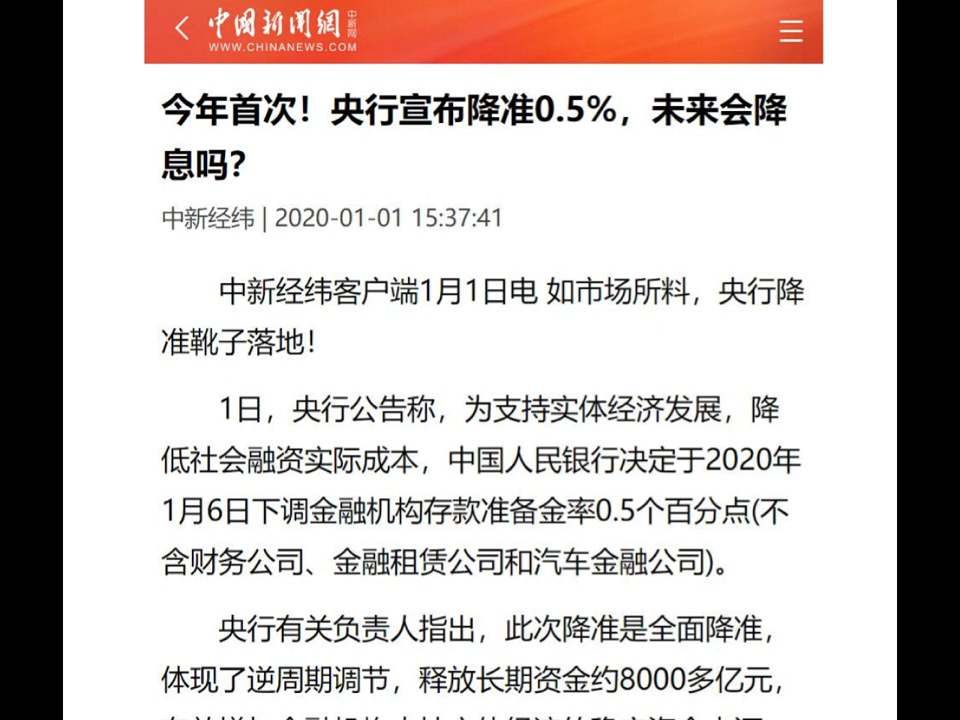 中國新聞網
中新网
WWW.CHINANEWS.COM
今年首次！央行宣布降准0.5%，未来会降
息吗？
中新经纬 | 2020-01-01 15:37:41
中新经纬客户端1月1日电 如市场所料，央行降
准靴子落地！
1日，央行公告称，为支持实体经济发展，降
低社会融资实际成本，中国人民银行决定于2020年
1月6日下调金融机构存款准备金率0.5个百分点(不
含财务公司、金融租赁公司和汽车金融公司)。
央行有关负责人指出，此次降准是全面降准，
体现了逆周期调节，释放长期资金约8000多亿元，